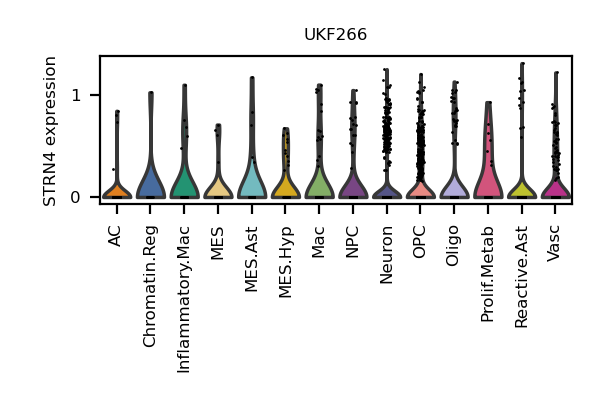 UKF266
STRN4 expression
1
0
AC
Chromatin.Reg
Inflammatory.Mac
MES
MES.Ast
MES.Hyp
Mac
NPC
Neuron
OPC
Oligo
Prolif.Metab
Reactive.Ast
Vasc